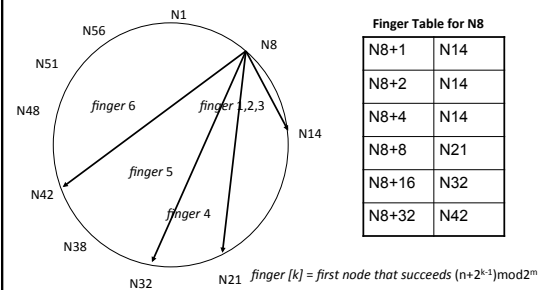 N1
N56
N8
N51
N48
finger 6
finger 1,2,3
N14
finger 5
N42
finger 4
N38
N32
N21
Finger Table for N8
N8+1 N14
N8+2 N14
N8+4 N14
N8+8 N21
N8+16 N32
N8+32 N42
finger [k] = first node that succeeds (n+2^{k-1})mod2^m